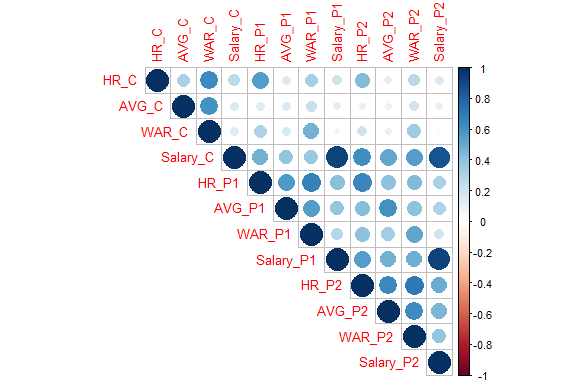 HR_C
AVG_C
WAR_C
Salary_C
HR_P1
AVG_P1
WAR_P1
Salary_P1
HR_P2
AVG_P2
WAR_P2
Salary_P2
HR_C
AVG_C
WAR_C
Salary_C
HR_P1
AVG_P1
WAR_P1
Salary_P1
HR_P2
AVG_P2
WAR_P2
Salary_P2
1
0.8
0.6
0.4
0.2
0
-0.2
-0.4
-0.6
-0.8
-1